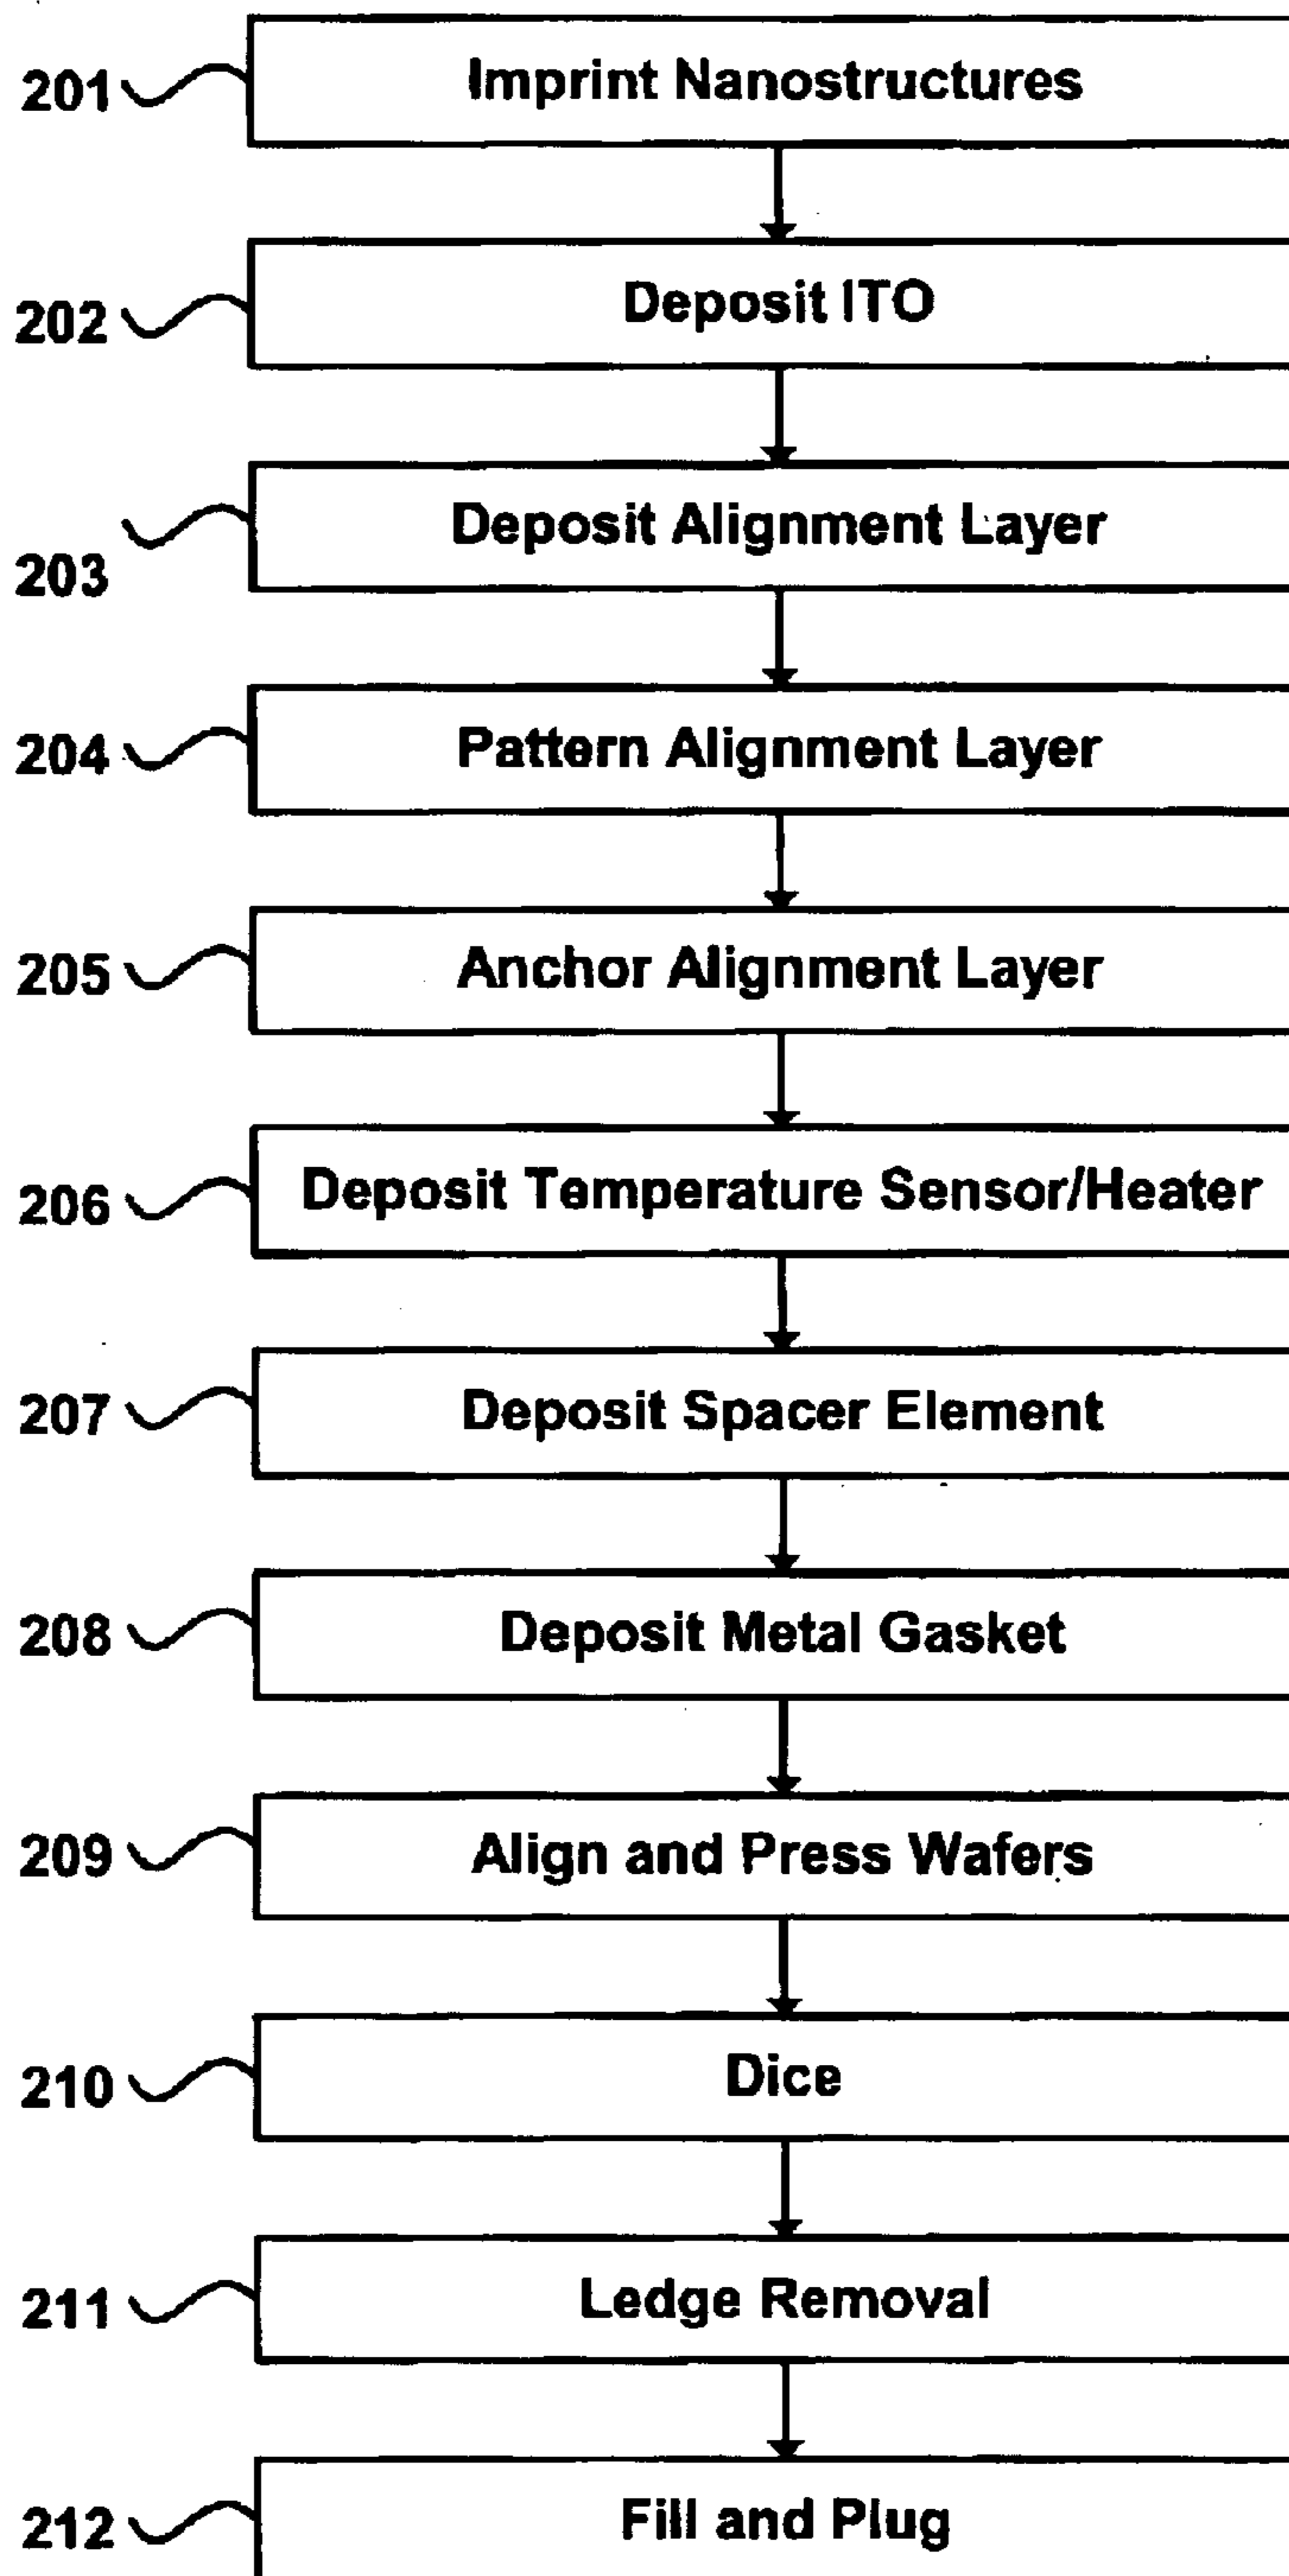 201 Imprint Nanostructures
202 Deposit ITO
203 Deposit Alignment Layer
204 Pattern Alignment Layer
205 Anchor Alignment Layer
206 Deposit Temperature Sensor/Heater
207 Deposit Spacer Element
208 Deposit Metal Gasket
209 Align and Press Wafers
210 Dice
211 Ledge Removal
212 Fill and Plug